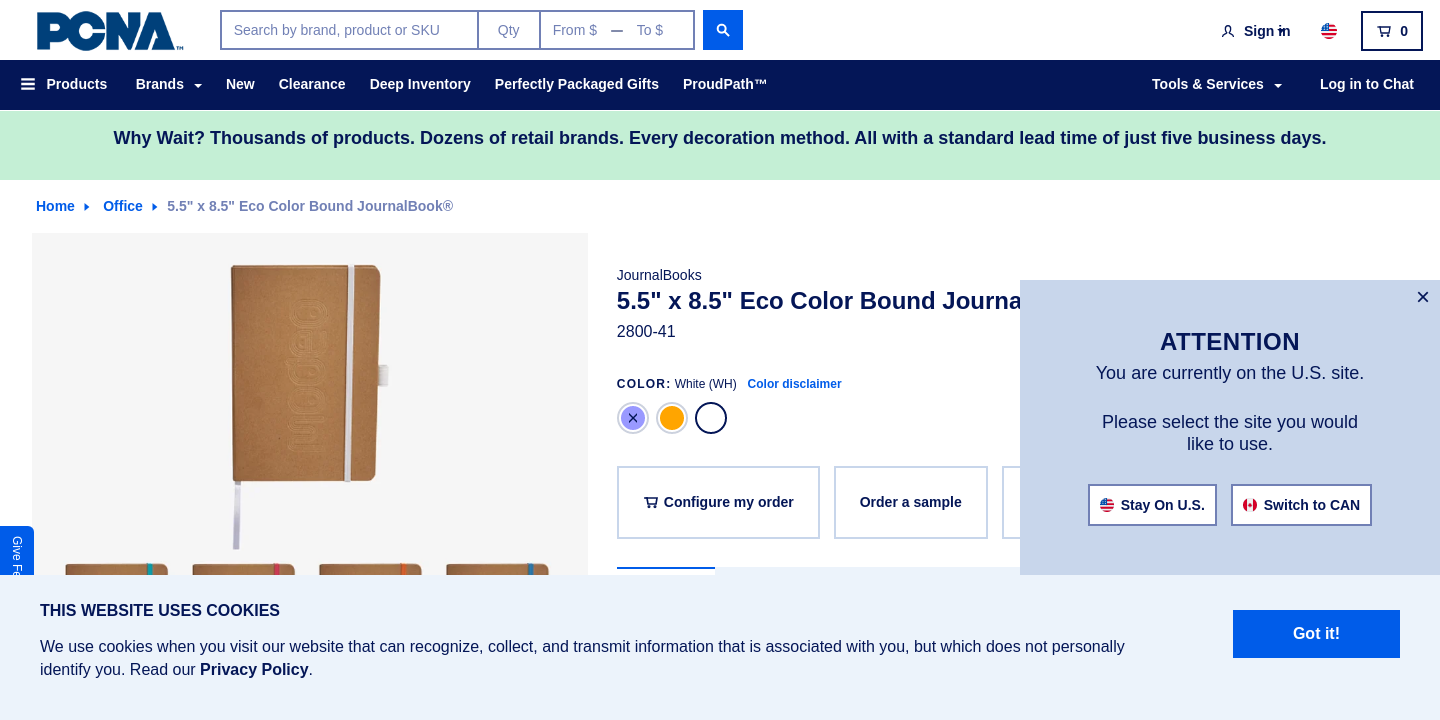 PCNA™
Search by brand, product or SKU
Qty
From $ — To $
Sign in
0
Products
Brands
New
Clearance
Deep Inventory
Perfectly Packaged Gifts
ProudPath™
Tools & Services
Log in to Chat
Why Wait? Thousands of products. Dozens of retail brands. Every decoration method. All with a standard lead time of just five business days.
Home
Office
5.5" x 8.5" Eco Color Bound JournalBook®
JournalBooks
5.5" x 8.5" Eco Color Bound Journa
2800-41
COLOR: White (WH) Color disclaimer
Configure my order
Order a sample
×
ATTENTION
You are currently on the U.S. site.
Please select the site you would
like to use.
Stay On U.S.
Switch to CAN
Give Fe
THIS WEBSITE USES COOKIES
We use cookies when you visit our website that can recognize, collect, and transmit information that is associated with you, but which does not personally
identify you. Read our Privacy Policy.
Got it!